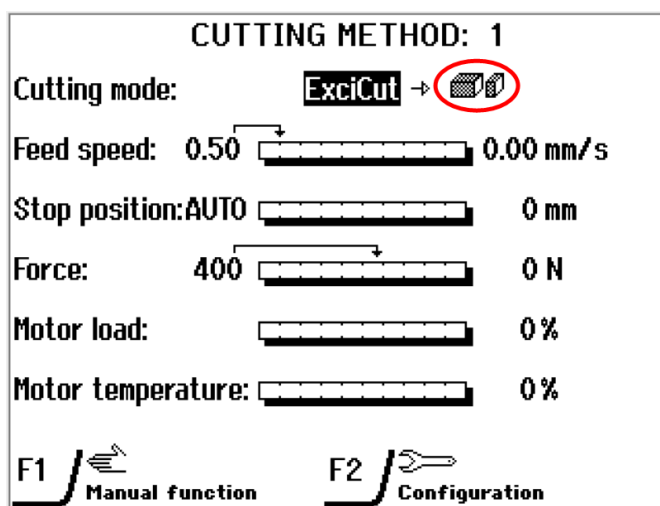 CUTTING METHOD: 1
Cutting mode: ExciCut
Feed speed: 0.50 0.00 mm/s
Stop position:AUTO 0 mm
Force: 400 0 N
Motor load: 0 %
Motor temperature: 0 %
F1 Manual function F2 Configuration